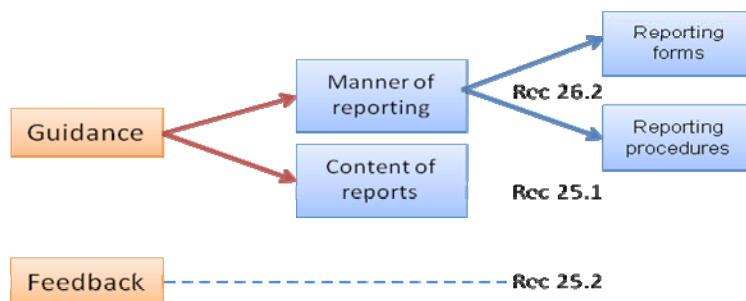 Reporting
forms
Manner of
reporting
Rec 26.2
Guidance
Reporting
procedures
Content of
reports
Rec 25.1
Feedback
Rec 25.2